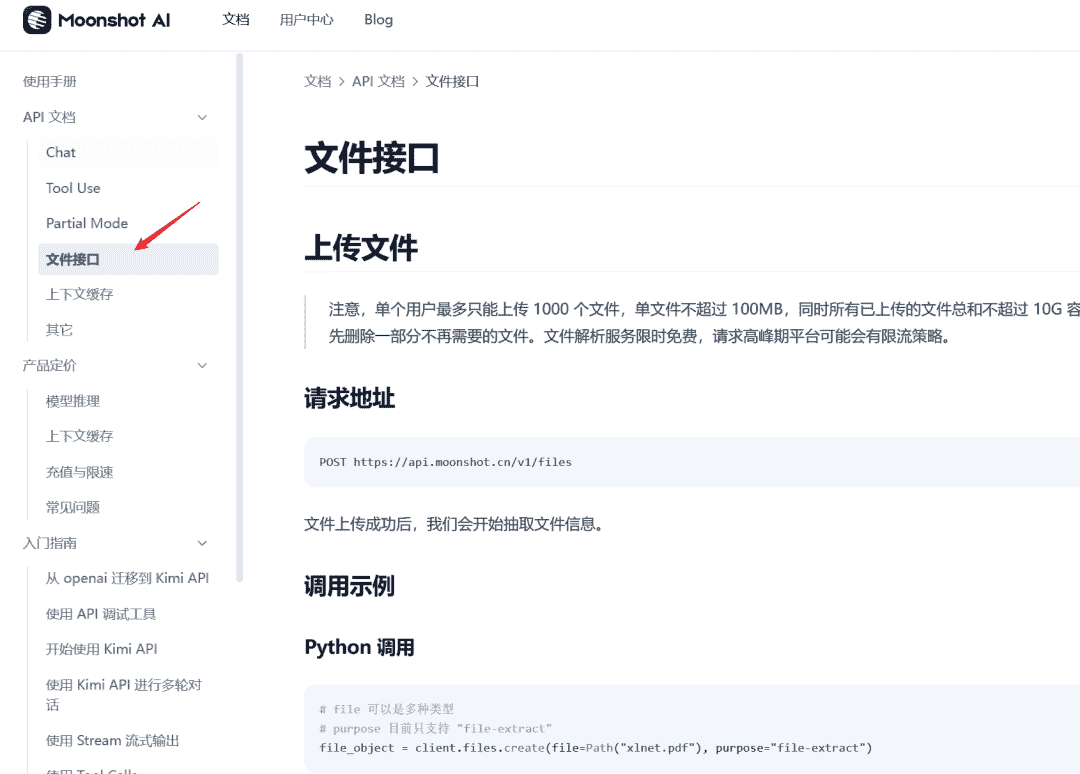 Moonshot AI
文档
用户中心
Blog
使用手册
API 文档
Chat
Tool Use
Partial Mode
文件接口
上下文缓存
其它
产品定价
模型推理
上下文缓存
充值与限速
常见问题
入门指南
从 openai 迁移到 Kimi API
使用 API 调试工具
开始使用 Kimi API
使用 Kimi API 进行多轮对
话
使用 Stream 流式输出
使用 Tool Calls
文档 > API 文档 > 文件接口
文件接口
上传文件
注意，单个用户最多只能上传 1000 个文件，单文件不超过 100MB，同时所有已上传的文件总和不超过 10G 容
先删除一部分不再需要的文件。文件解析服务限时免费，请求高峰期平台可能会有限流策略。
请求地址
POST https://api.moonshot.cn/v1/files
文件上传成功后，我们会开始抽取文件信息。
调用示例
Python 调用
# file 可以是多种类型
# purpose 目前只支持 "file-extract"
file_object = client.files.create(file=Path("xlnet.pdf"), purpose="file-extract")